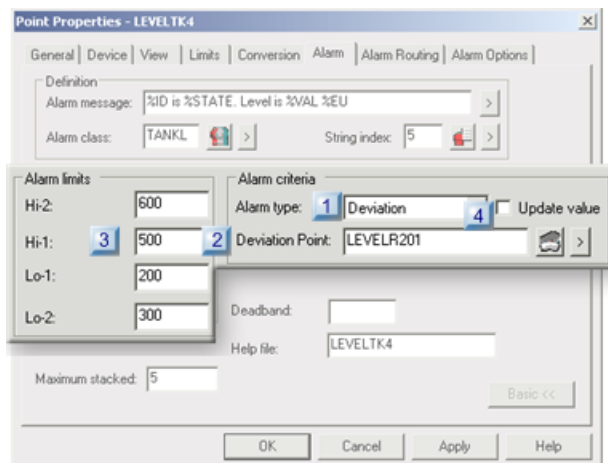 Point Properties - LEVELTK4
General Device View Limits Conversion Alarm Alarm Routing Alarm Options
Definition
Alarm message: %ID is %STATE. Level is %VAL %EU >
Alarm class: TANKL > String index: 5 >
Alarm limits
Hi-2: 600
Hi-1: 3 500
Lo-1: 200
Lo-2: 300
Alarm criteria
Alarm type: 1 Deviation 4 Update value
2 Deviation Point: LEVELR201 >
Deadband:
Help file: LEVELTK4
Maximum stacked: 5
Basic <<
OK Cancel Apply Help